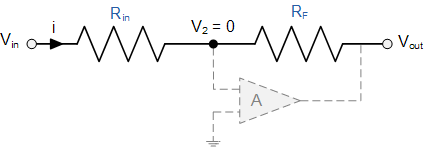 i
R_in
V_2 = 0
R_F
V_in
V_out
A